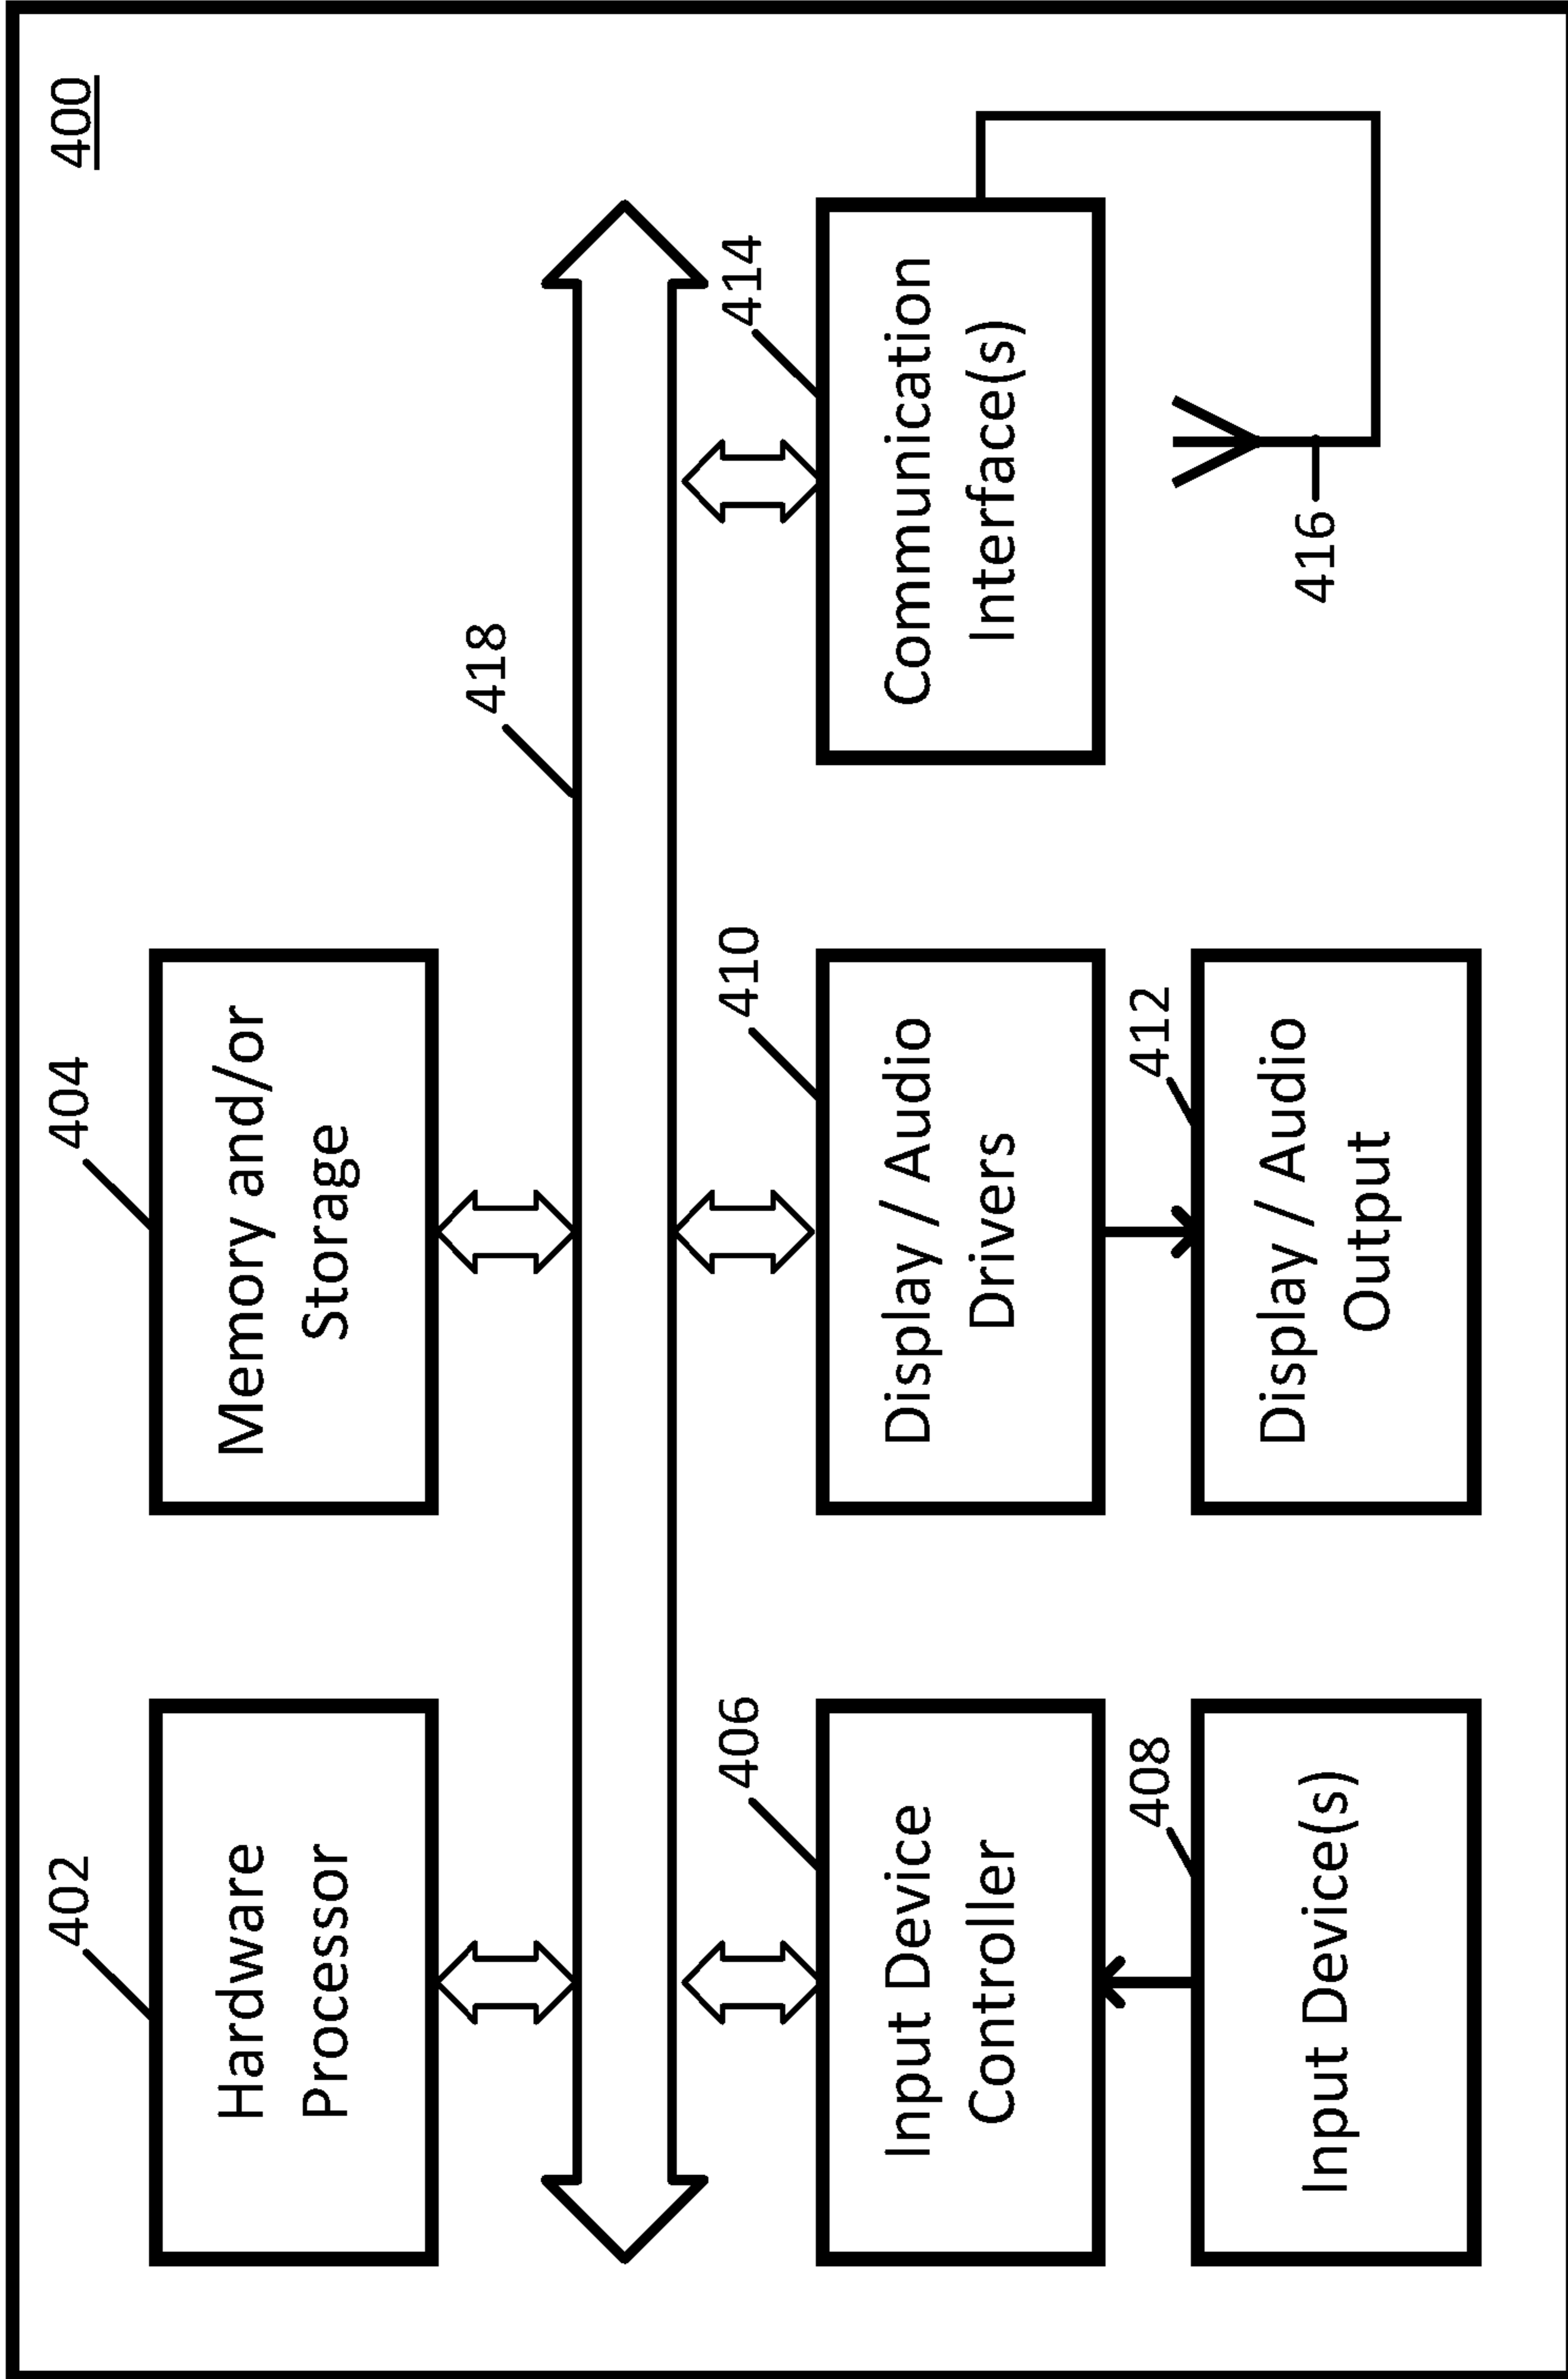 400
402
Hardware
Processor
404
Memory and/or
Storage
418
406
Input Device
Controller
410
Display / Audio
Drivers
414
Communication
Interface(s)
408
Input Device(s)
412
Display / Audio
Output
416